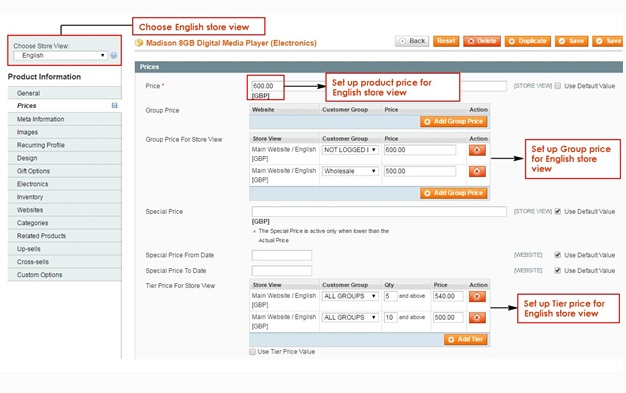 Choose English store view
Choose Store View:
English
Madison 8GB Digital Media Player (Electronics)
Back
Reset
Delete
Duplicate
Save
Save
Product Information
General
Prices
Meta Information
Images
Recurring Profile
Design
Gift Options
Electronics
Inventory
Websites
Categories
Related Products
Up-sells
Cross-sells
Custom Options
Prices
Price *
600.00
[GBP]
Set up product price for
English store view
[STORE VIEW] Use Default Value
Group Price
Website Customer Group Price Action
Add Group Price
Group Price For Store View
Store View Customer Group Price Action
Main Website / English NOT LOGGED I 600.00
[GBP]
Main Website / English Wholesale 500.00
[GBP]
Add Group Price
Set up Group price
for English store
view
Special Price
[STORE VIEW] Use Default Value
[GBP]
The Special Price is active only when lower than the
Actual Price
Special Price From Date [WEBSITE] Use Default Value
Special Price To Date [WEBSITE] Use Default Value
Tier Price For Store View
Store View Customer Group Qty Price Action
Main Website / English ALL GROUPS 5 and above 540.00
[GBP]
Main Website / English ALL GROUPS 10 and above 500.00
[GBP]
Add Tier
Use Tier Price Value
Set up Tier price for
English store view